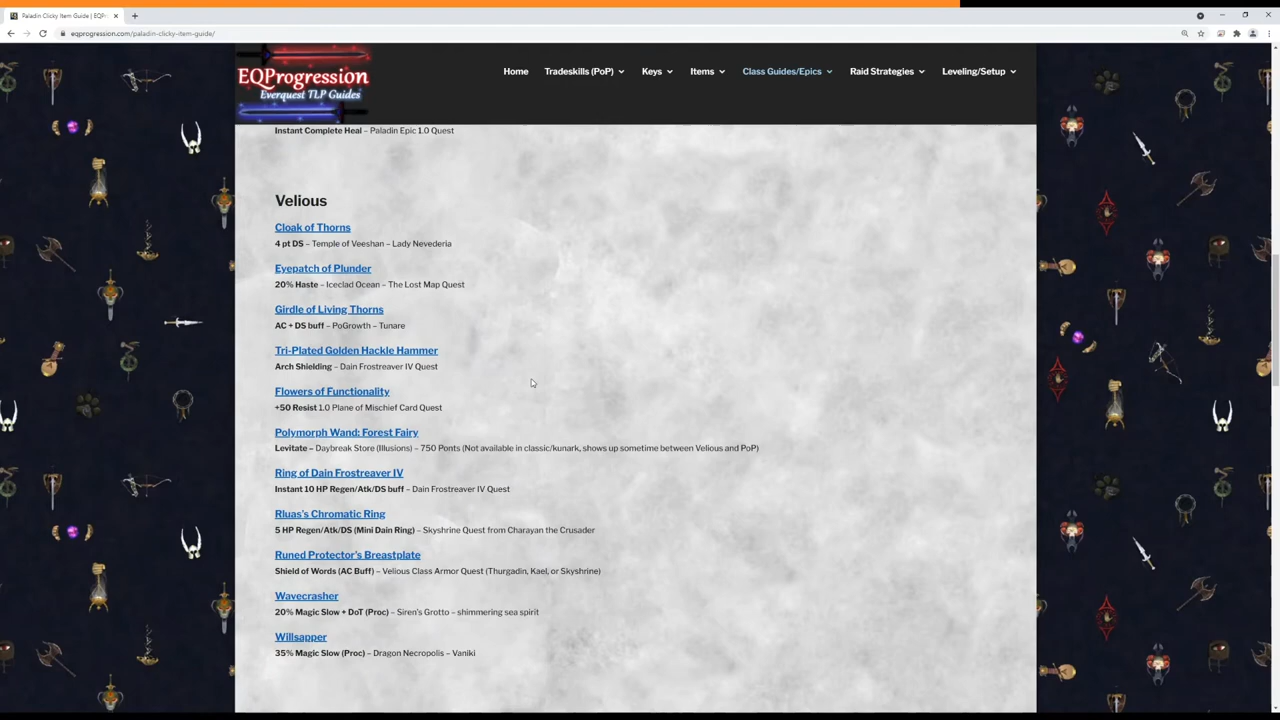 Paladin Clicky Item Guide | EQP
eqprogression.com/paladin-clicky-item-guide/
EQProgression
Everquest TLP Guides
Home Tradeskills (PoP) Keys Items Class Guides/Epics Raid Strategies Leveling/Setup
Instant Complete Heal – Paladin Epic 1.0 Quest
Velious
Cloak of Thorns
4 pt DS – Temple of Veeshan – Lady Nevederia
Eyepatch of Plunder
20% Haste – Iceclad Ocean – The Lost Map Quest
Girdle of Living Thorns
AC + DS buff – PoGrowth – Tunare
Tri-Plated Golden Hackle Hammer
Arch Shielding – Dain Frostreaver IV Quest
Flowers of Functionality
+50 Resist 1.0 Plane of Mischief Card Quest
Polymorph Wand: Forest Fairy
Levitate – Daybreak Store (Illusions) – 750 Ponts (Not available in classic/kunark, shows up sometime between Velious and PoP)
Ring of Dain Frostreaver IV
Instant 10 HP Regen/Atk/DS buff – Dain Frostreaver IV Quest
Rluas's Chromatic Ring
5 HP Regen/Atk/DS (Mini Dain Ring) – Skyshrine Quest from Charayan the Crusader
Runed Protector's Breastplate
Shield of Words (AC Buff) – Velious Class Armor Quest (Thurgadin, Kael, or Skyshrine)
Wavecrasher
20% Magic Slow + DoT (Proc) – Siren's Grotto – shimmering sea spirit
Willsapper
35% Magic Slow (Proc) – Dragon Necropolis – Vaniki